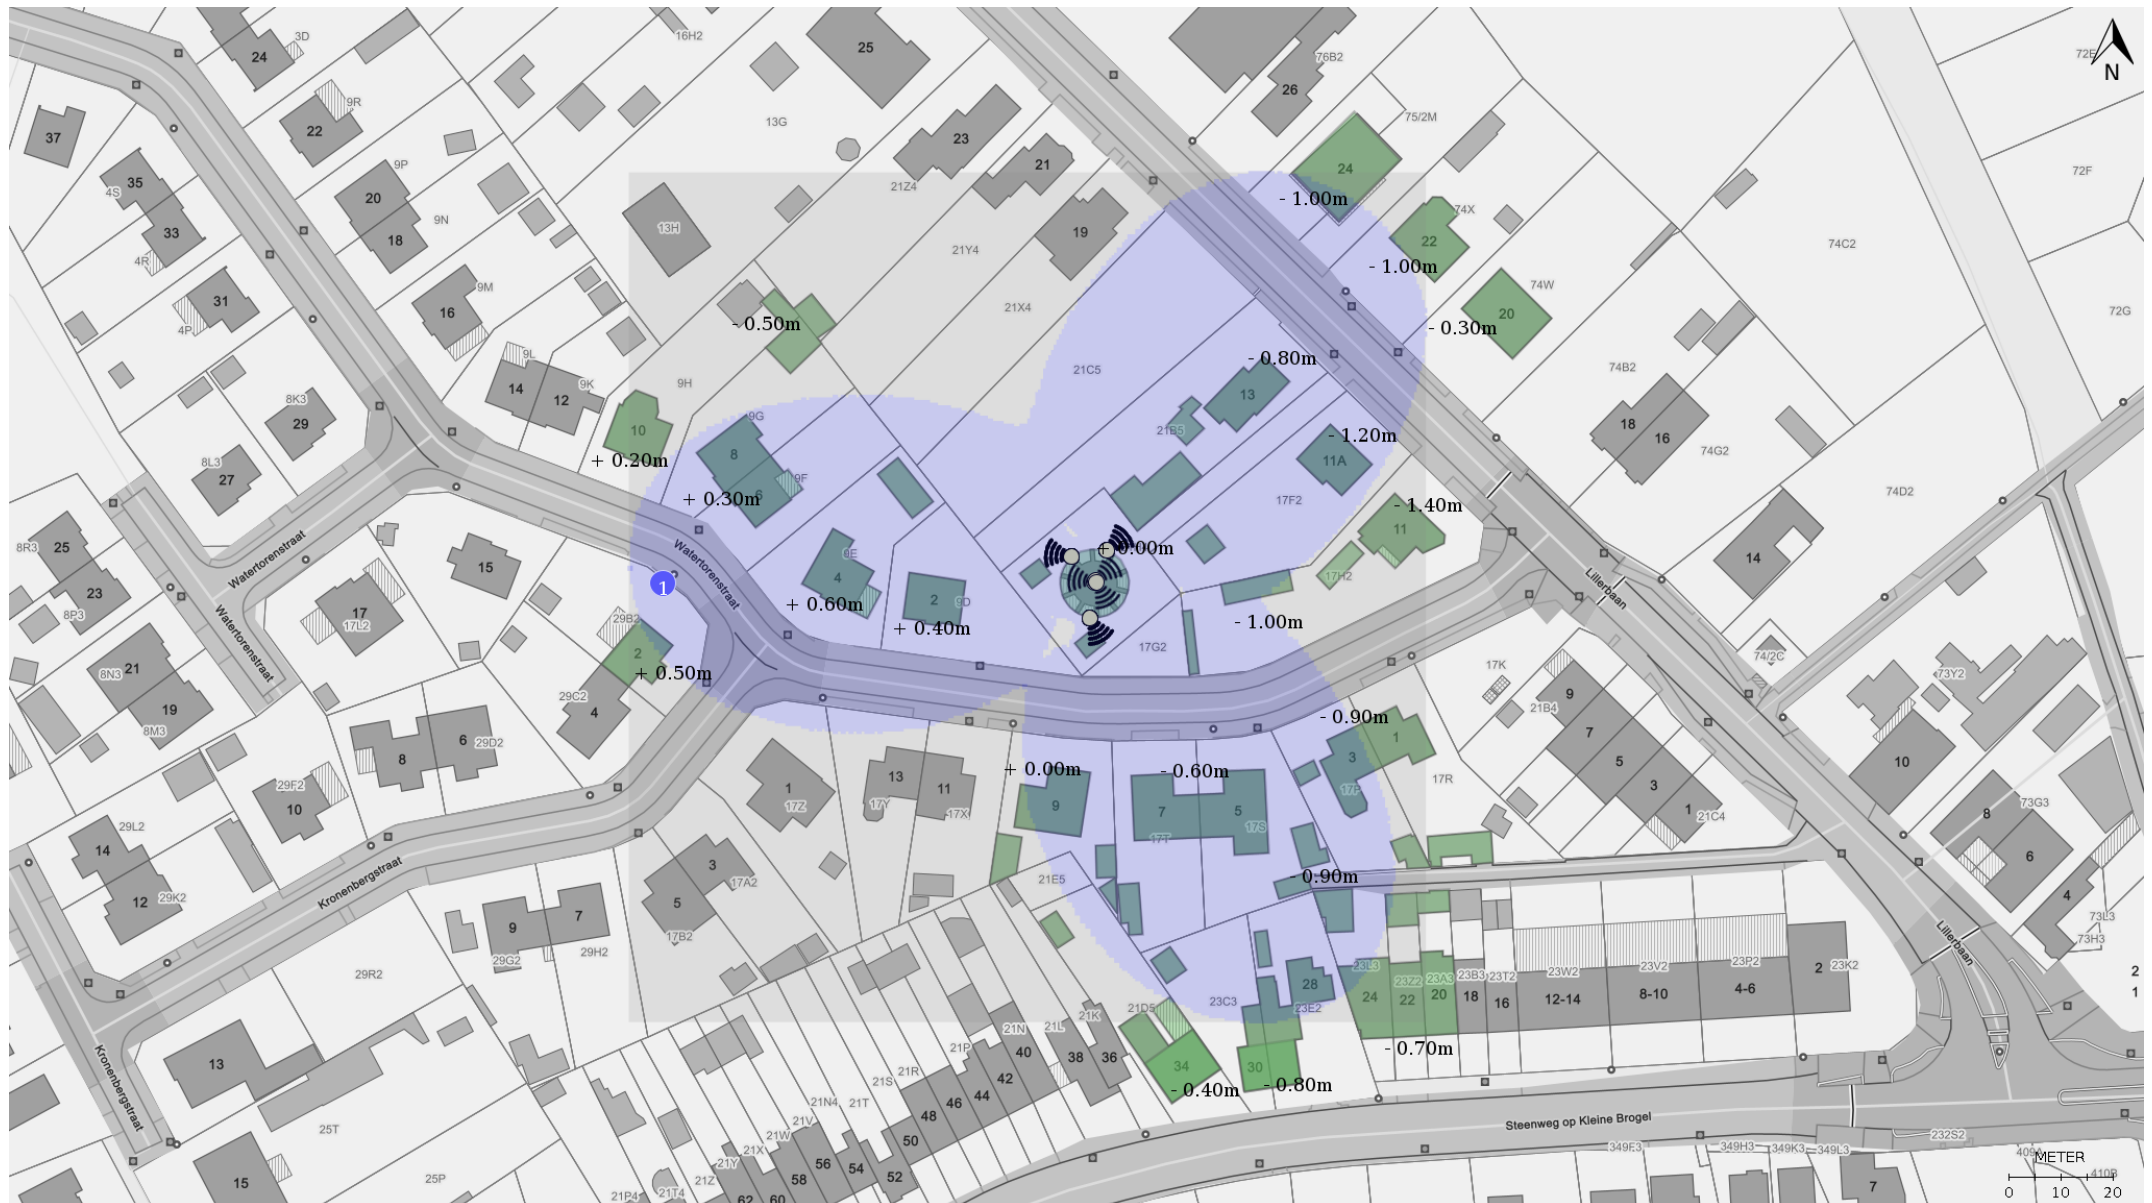 24
3D
16H2
25
76B2
26
72E
N
37
22
9R
13G
23
21
75/2M
24
35
4S
20
9P
9N
18
33
4R
21Z4
- 1.00m
74X
22
72F
13H
19
21Y4
- 1.00m
74C2
31
4P
9M
16
21X4
74W
20
- 0.30m
72G
- 0.50m
9L
14
12
9K
9H
21C5
- 0.80m
13
74B2
8K3
29
10
+ 0.20m
9G
8
21B5
- 1.20m
11A
18
16
74G2
8L3
27
9F
6
+ 0.30m
17F2
- 1.40m
11
74D2
8R3
25
23
8P3
Watertorenstraat
Watertorenstraat
Watertorenstraat
15
17
17L2
1
9E
4
+ 0.60m
2
9D
+ 0.40m
+ 0.00m
17H2
- 1.00m
14
Lillerbaan
29B2
2
+ 0.50m
17G2
17K
74/2C
8N3
21
19
8M3
29C2
4
8
6
29D2
73Y2
9
21B4
7
5
3
1
21C4
- 0.90m
1
3
17P
17R
10
29F2
10
1
17Z
13
17Y
11
17X
+ 0.00m
9
- 0.60m
7
5
17T
17S
73G3
8
6
4
73L3
73H3
29L2
14
12
29K2
Kronenbergstraat
3
17A2
5
17B2
21E5
- 0.90m
9
7
29G2
29H2
29R2
23L3
23Z2
23A3
23B3
23T2
23W2
23V2
23P2
23K2
24
22
20
18
16
12-14
8-10
4-6
2
Lillerbaan
2
1
23C3
28
23E2
21D5
34
- 0.40m
30
- 0.80m
- 0.70m
Kronenbergstraat
13
21N
21L
21K
40
38
36
21P
42
21R
44
21S
46
48
21T
50
21N4
21V
21W
21X
21Y
52
54
56
58
60
62
21Z
21T4
21P4
25T
25P
15
Steenweg op Kleine Brogel
349F3
349H3
349K3
349L3
232S2
7
410B
METER
0
10
20